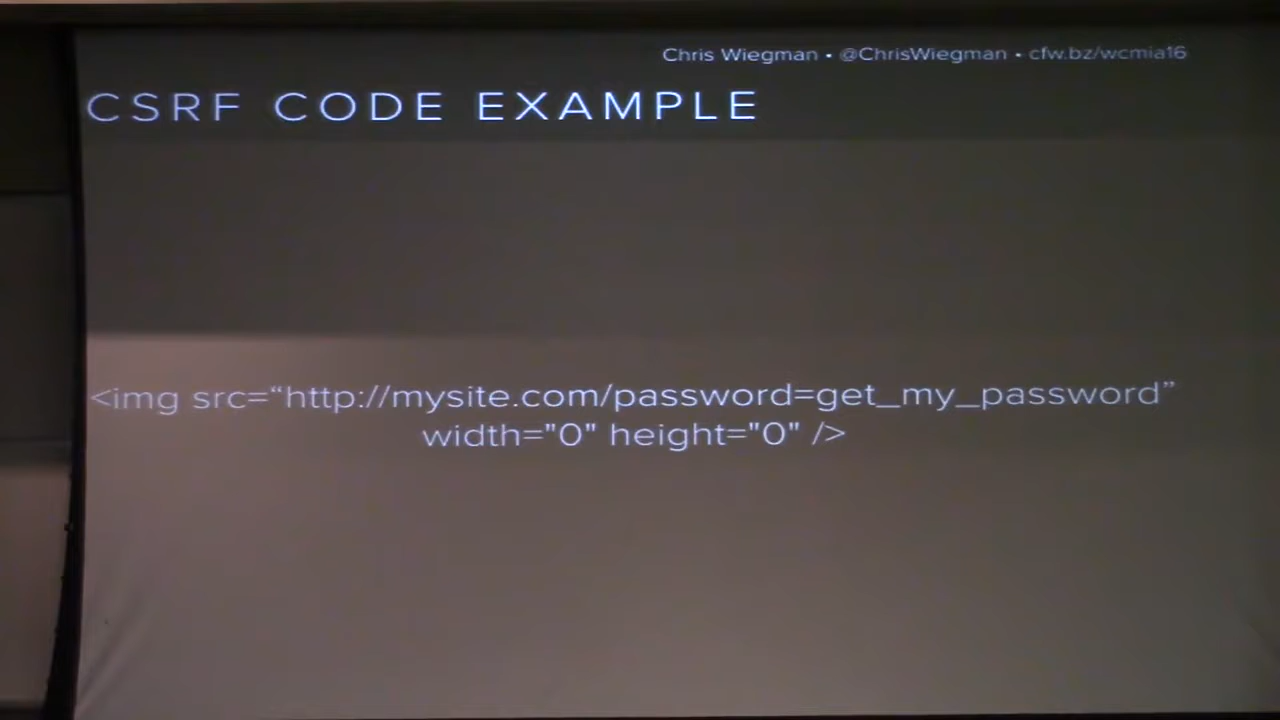 Chris Wiegman • @ChrisWiegman • cfw.bz/wcmia16
CSRF CODE EXAMPLE
<img src=“http://mysite.com/password=get_my_password”
width="0" height="0" />